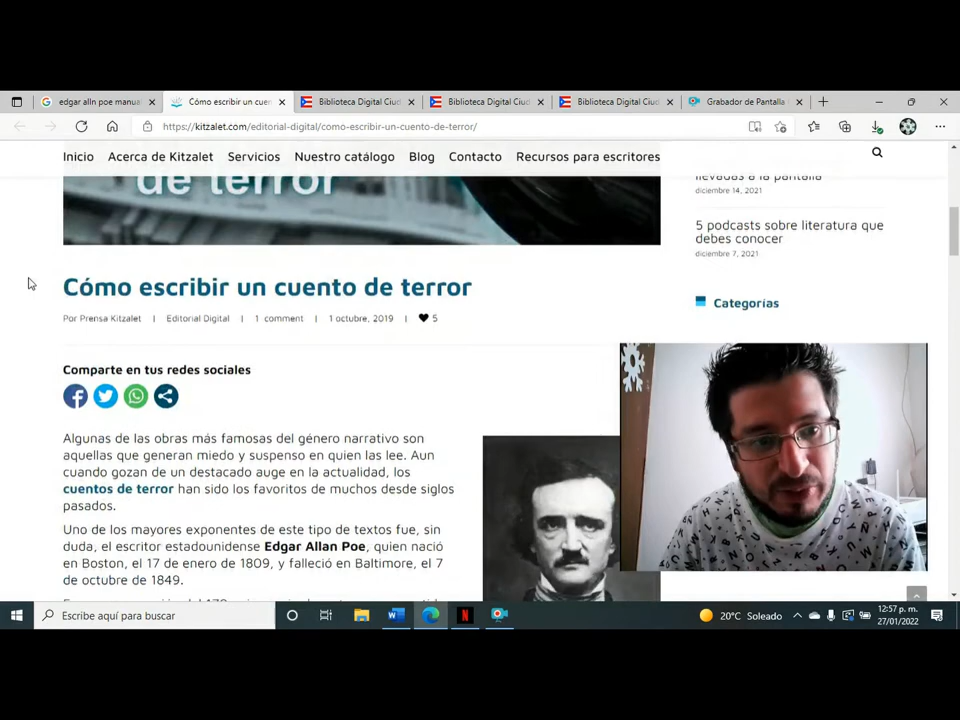 edgar alln poe manua
Cómo escribir un cuen
Biblioteca Digital Ciud
Biblioteca Digital Ciud
Biblioteca Digital Ciud
Grabador de Pantalla
https://kitzalet.com/editorial-digital/como-escribir-un-cuento-de-terror/
Inicio Acerca de Kitzalet Servicios Nuestro catálogo Blog Contacto Recursos para escritores
de terror
llevadas a la pantalla
diciembre 14, 2021
5 podcasts sobre literatura que
debes conocer
diciembre 7, 2021
Categorías
Cómo escribir un cuento de terror
Por Prensa Kitzalet | Editorial Digital | 1 comment | 1 octubre, 2019 | 5
Comparte en tus redes sociales
Algunas de las obras más famosas del género narrativo son
aquellas que generan miedo y suspenso en quien las lee. Aun
cuando gozan de un destacado auge en la actualidad, los
cuentos de terror han sido los favoritos de muchos desde siglos
pasados.
Uno de los mayores exponentes de este tipo de textos fue, sin
duda, el escritor estadounidense Edgar Allan Poe, quien nació
en Boston, el 17 de enero de 1809, y falleció en Baltimore, el 7
de octubre de 1849.
Escribe aquí para buscar
20°C Soleado
12:57 p. m.
27/01/2022